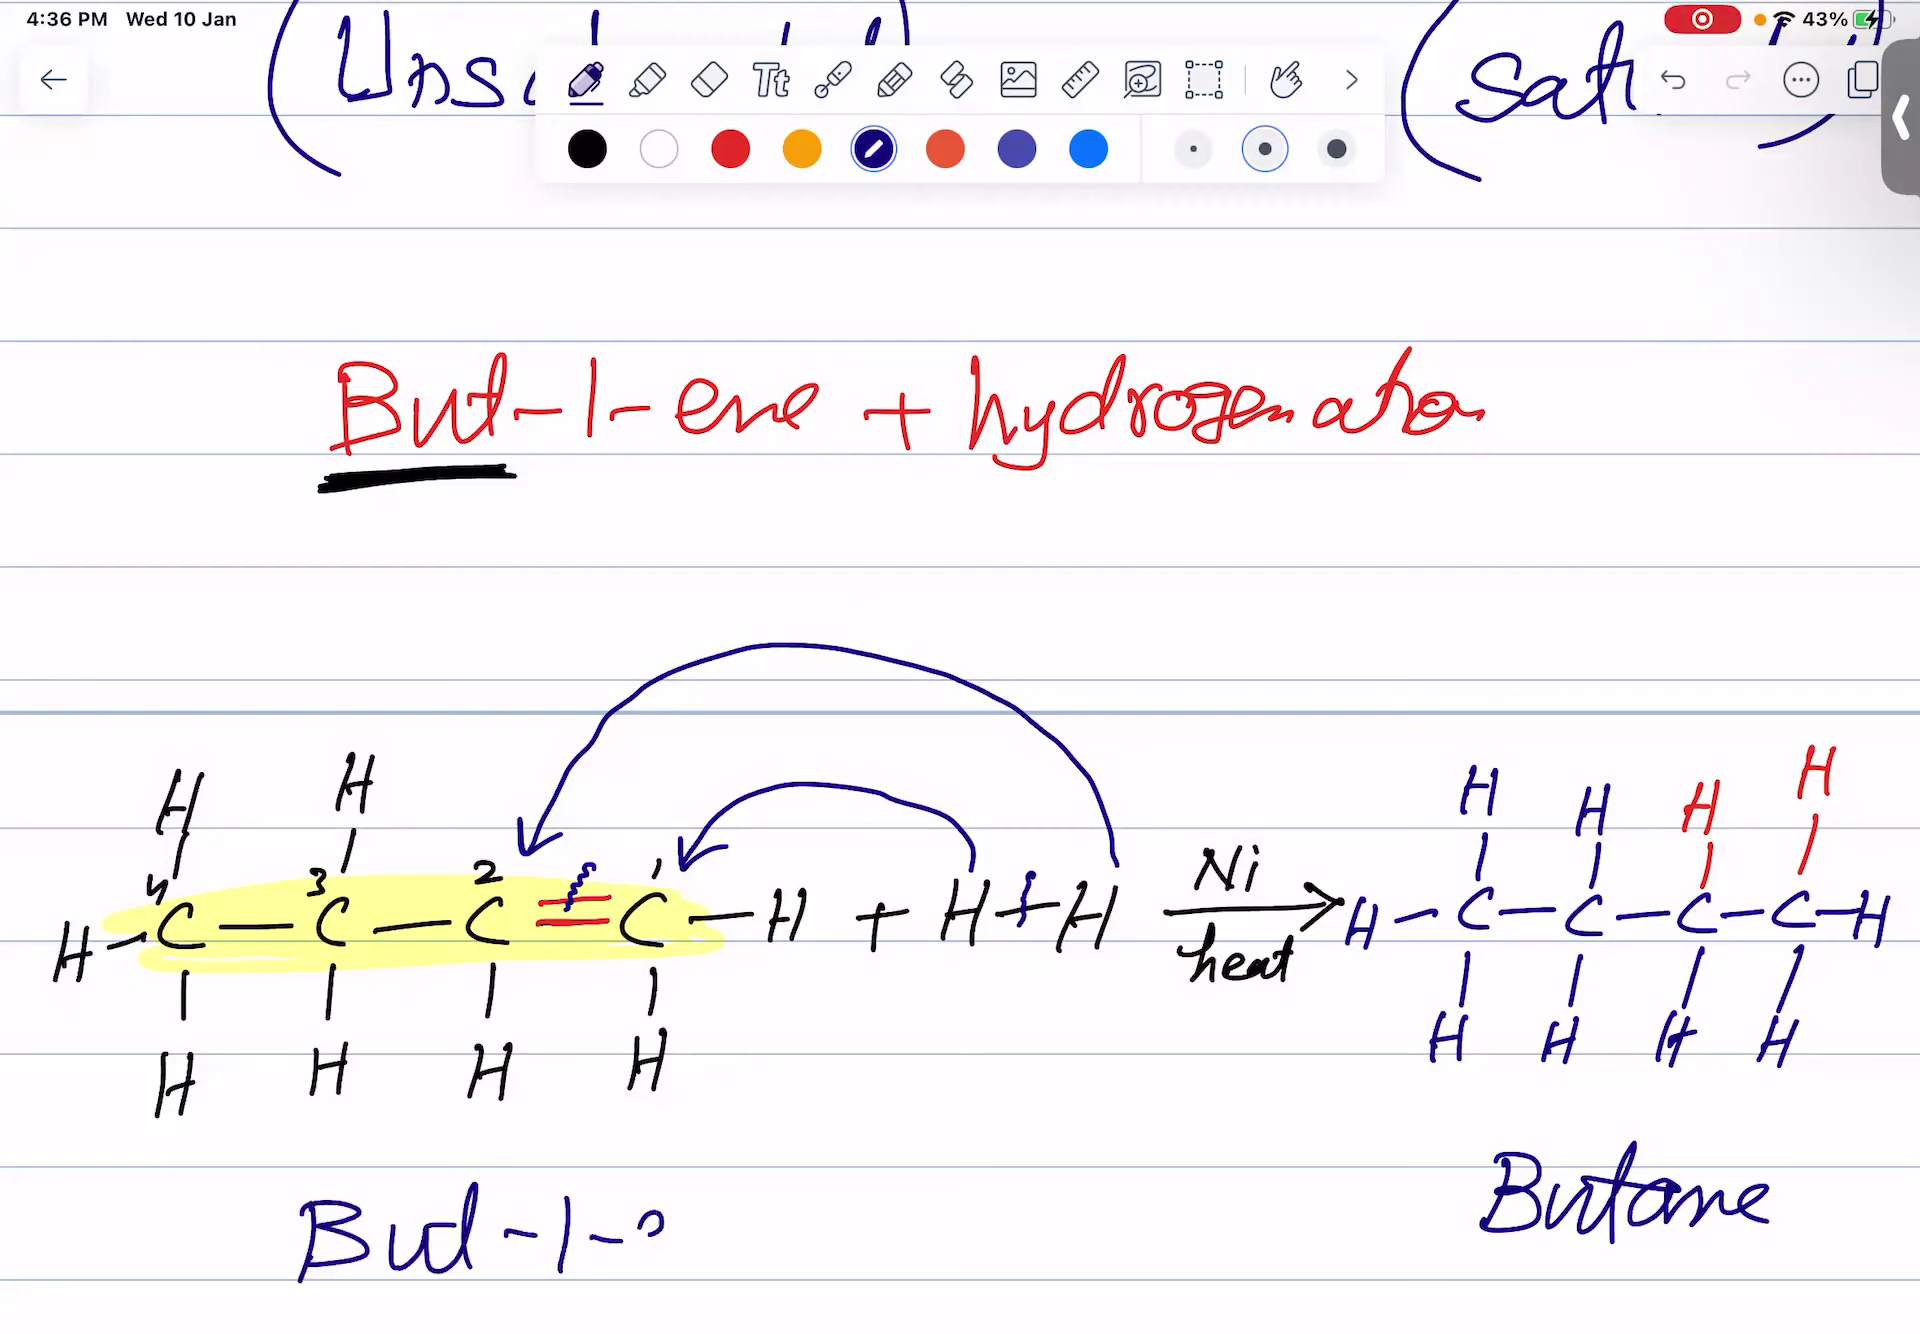 4:36 PM Wed 10 Jan 43%
Tt
But-1-ene + hydrogenation
H H H H H H
4 3 2 1 Ni
H - C - C - C = C - H + H - H → H - C - C - C - C - H
heat
H H H H H H H H
Butane
But-1-